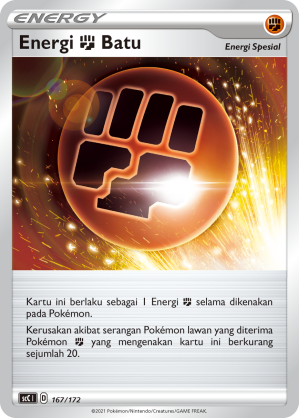 ENERGY
Energi Batu
Energi Spesial
Kartu ini berlaku sebagai 1 Energi selama dikenakan
pada Pokémon.
Kerusakan akibat serangan Pokémon lawan yang diterima
Pokémon yang mengenakan kartu ini berkurang
sejumlah 20.
SC1 I D 167/172
©2021 Pokémon/Nintendo/Creatures/GAME FREAK